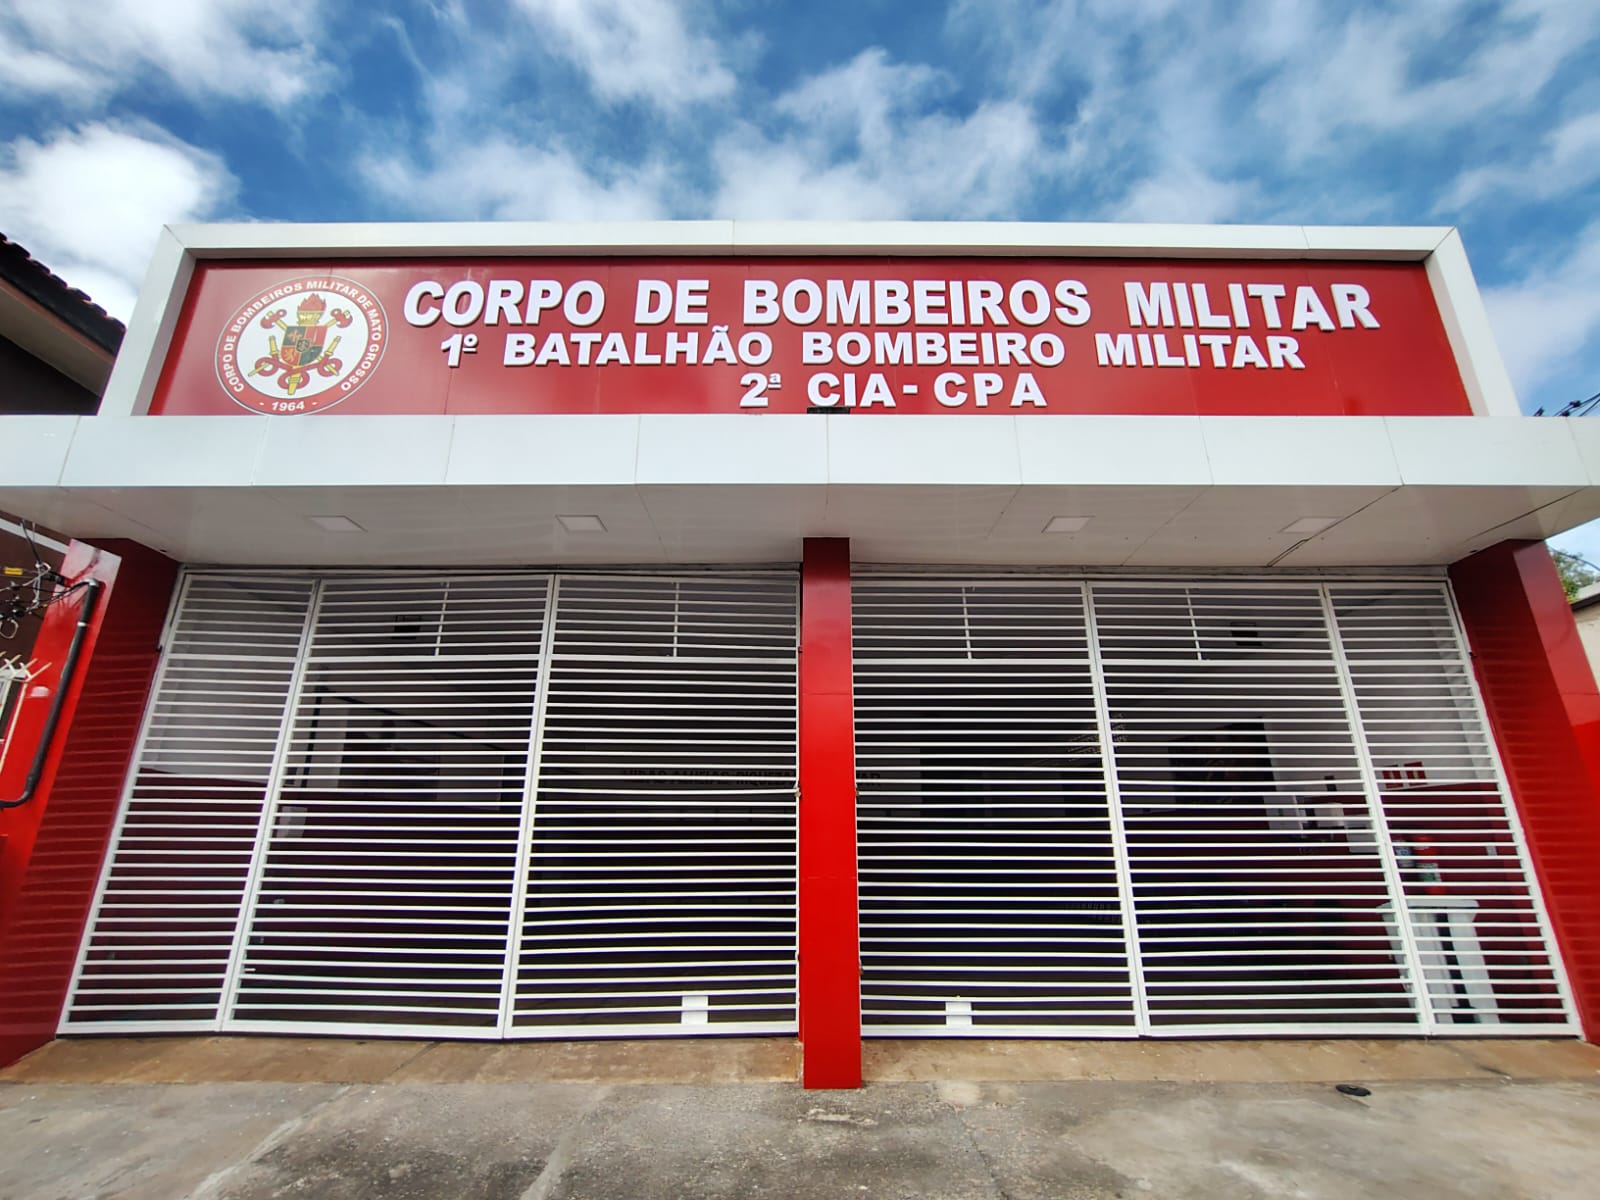 CORPO DE BOMBEIROS MILITAR
1º BATALHÃO BOMBEIRO MILITAR
2ª CIA - CPA
CORPO DE BOMBEIROS MILITAR DE MATO GROSSO
- 1964 -